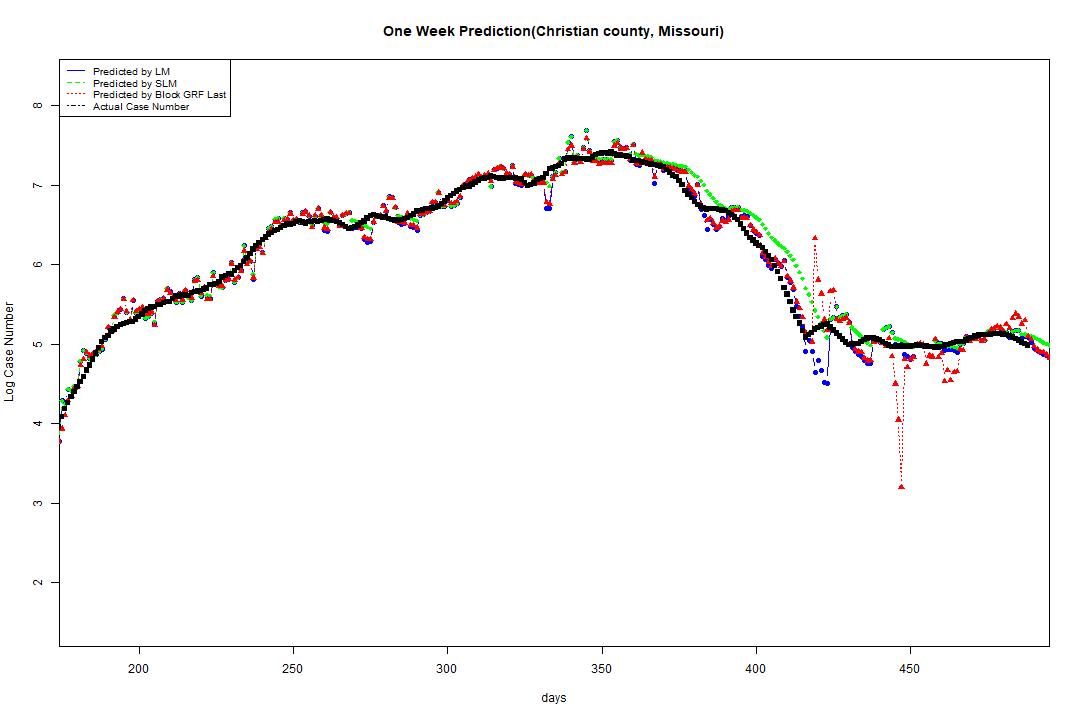 One Week Prediction(Christian county, Missouri)
Predicted by LM
Predicted by SLM
Predicted by Block GRF Last
Actual Case Number
8
7
6
5
4
3
2
Log Case Number
200 250 300 350 400 450
days